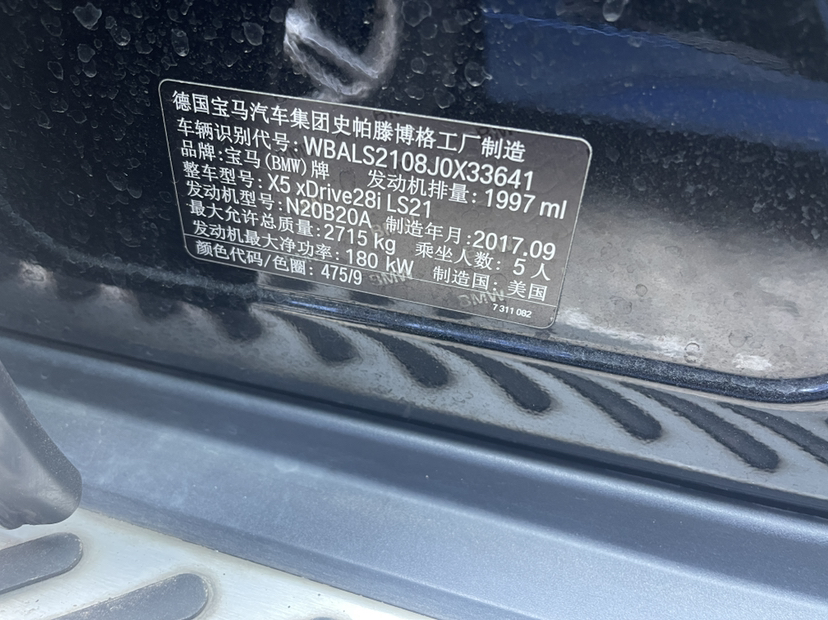 德国宝马汽车集团史帕滕博格工厂制造
车辆识别代号: WBALS2108J0X33641
品牌: 宝马(BMW)牌 发动机排量: 1997 ml
整车型号: X5 xDrive28i LS21
发动机型号: N20B20A 制造年月: 2017.09
最大允许总质量: 2715 kg 乘坐人数: 5 人
发动机最大净功率: 180 kW 制造国: 美国
颜色代码/色圈: 475/9
7 311 082
BMW